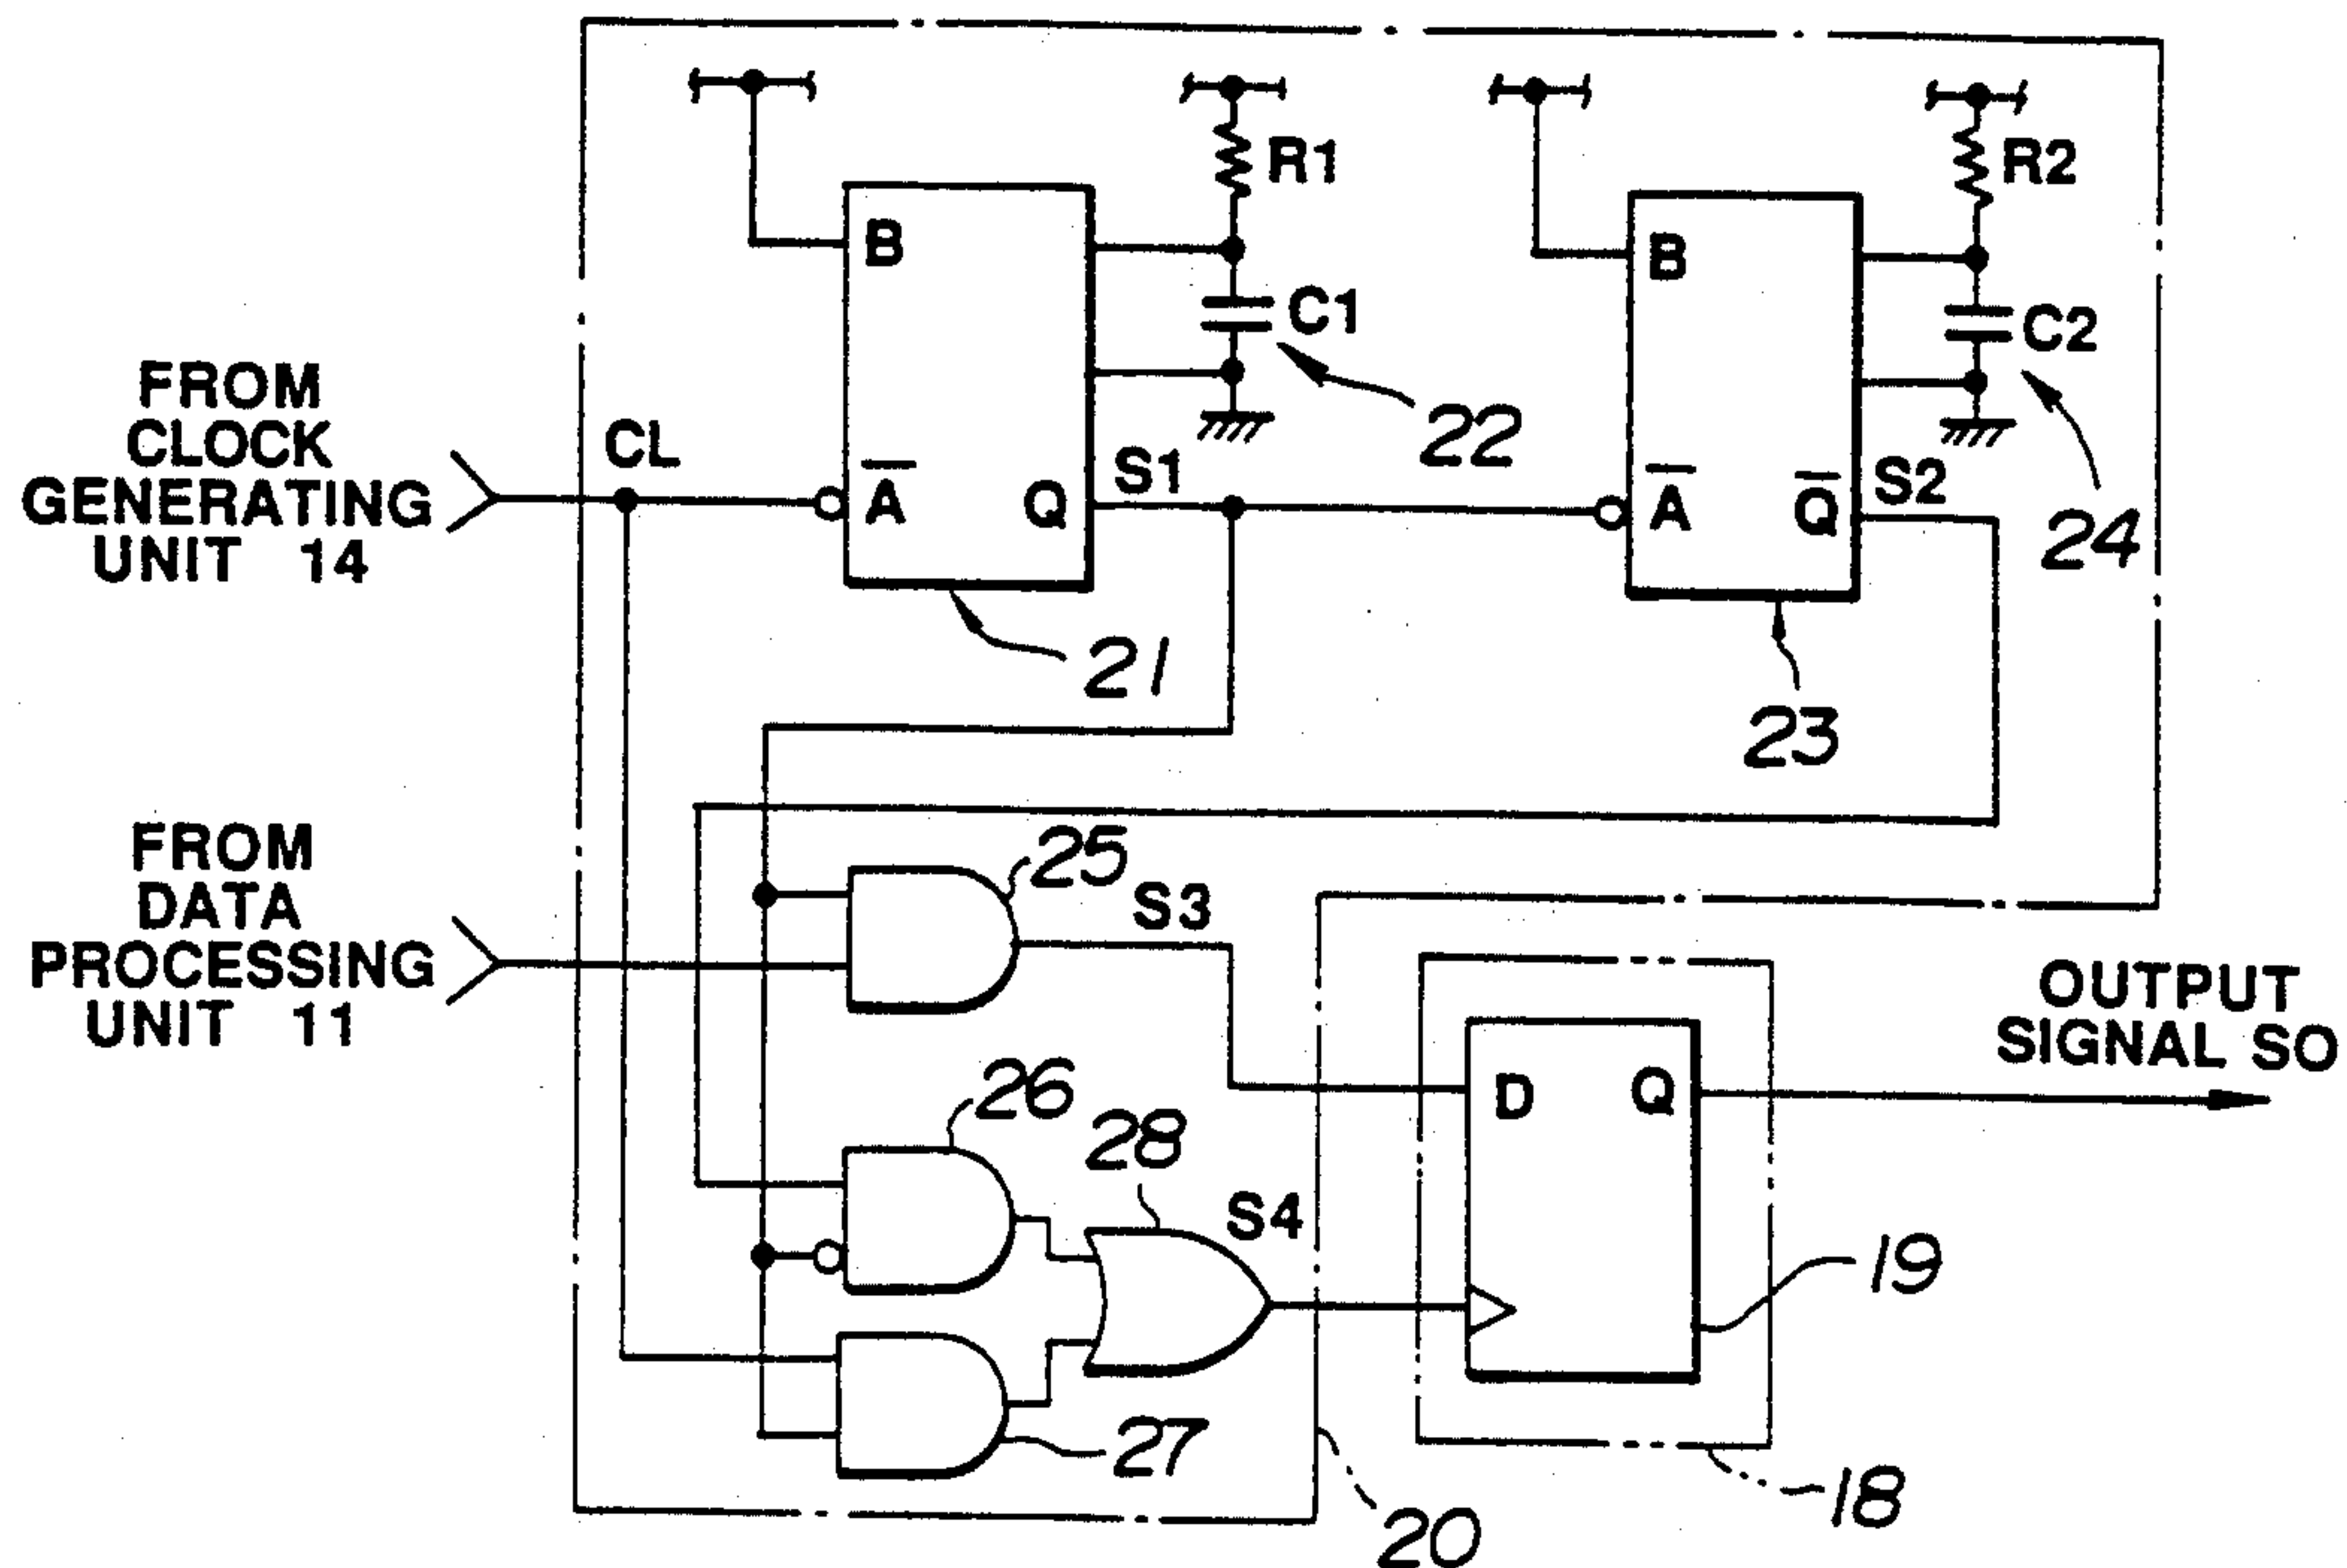 R1
R2
B
B
C1
C2
FROM
CLOCK
GENERATING
UNIT 14
CL
22
A̅
Q
S1
A̅
Q̅
S2
24
21
23
FROM
DATA
PROCESSING
UNIT 11
25
S3
OUTPUT
SIGNAL SO
D
Q
26
28
S4
19
27
18
20